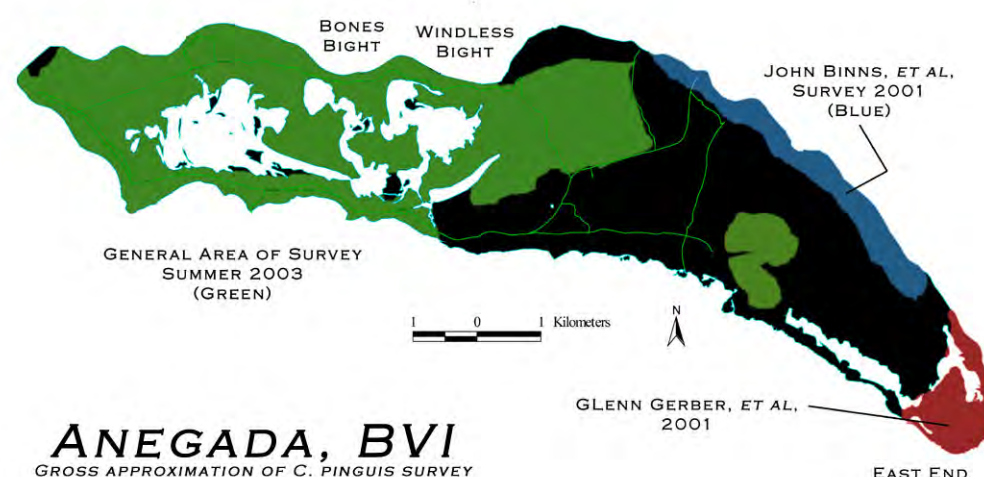 BONES
BIGHT
WINDLESS
BIGHT
JOHN BINNS, ET AL,
SURVEY 2001
(BLUE)
GENERAL AREA OF SURVEY
SUMMER 2003
(GREEN)
1 0 1 Kilometers
N
GLENN GERBER, ET AL,
2001
ANEGADA, BVI
GROSS APPROXIMATION OF C. PINGUIS SURVEY
EAST END